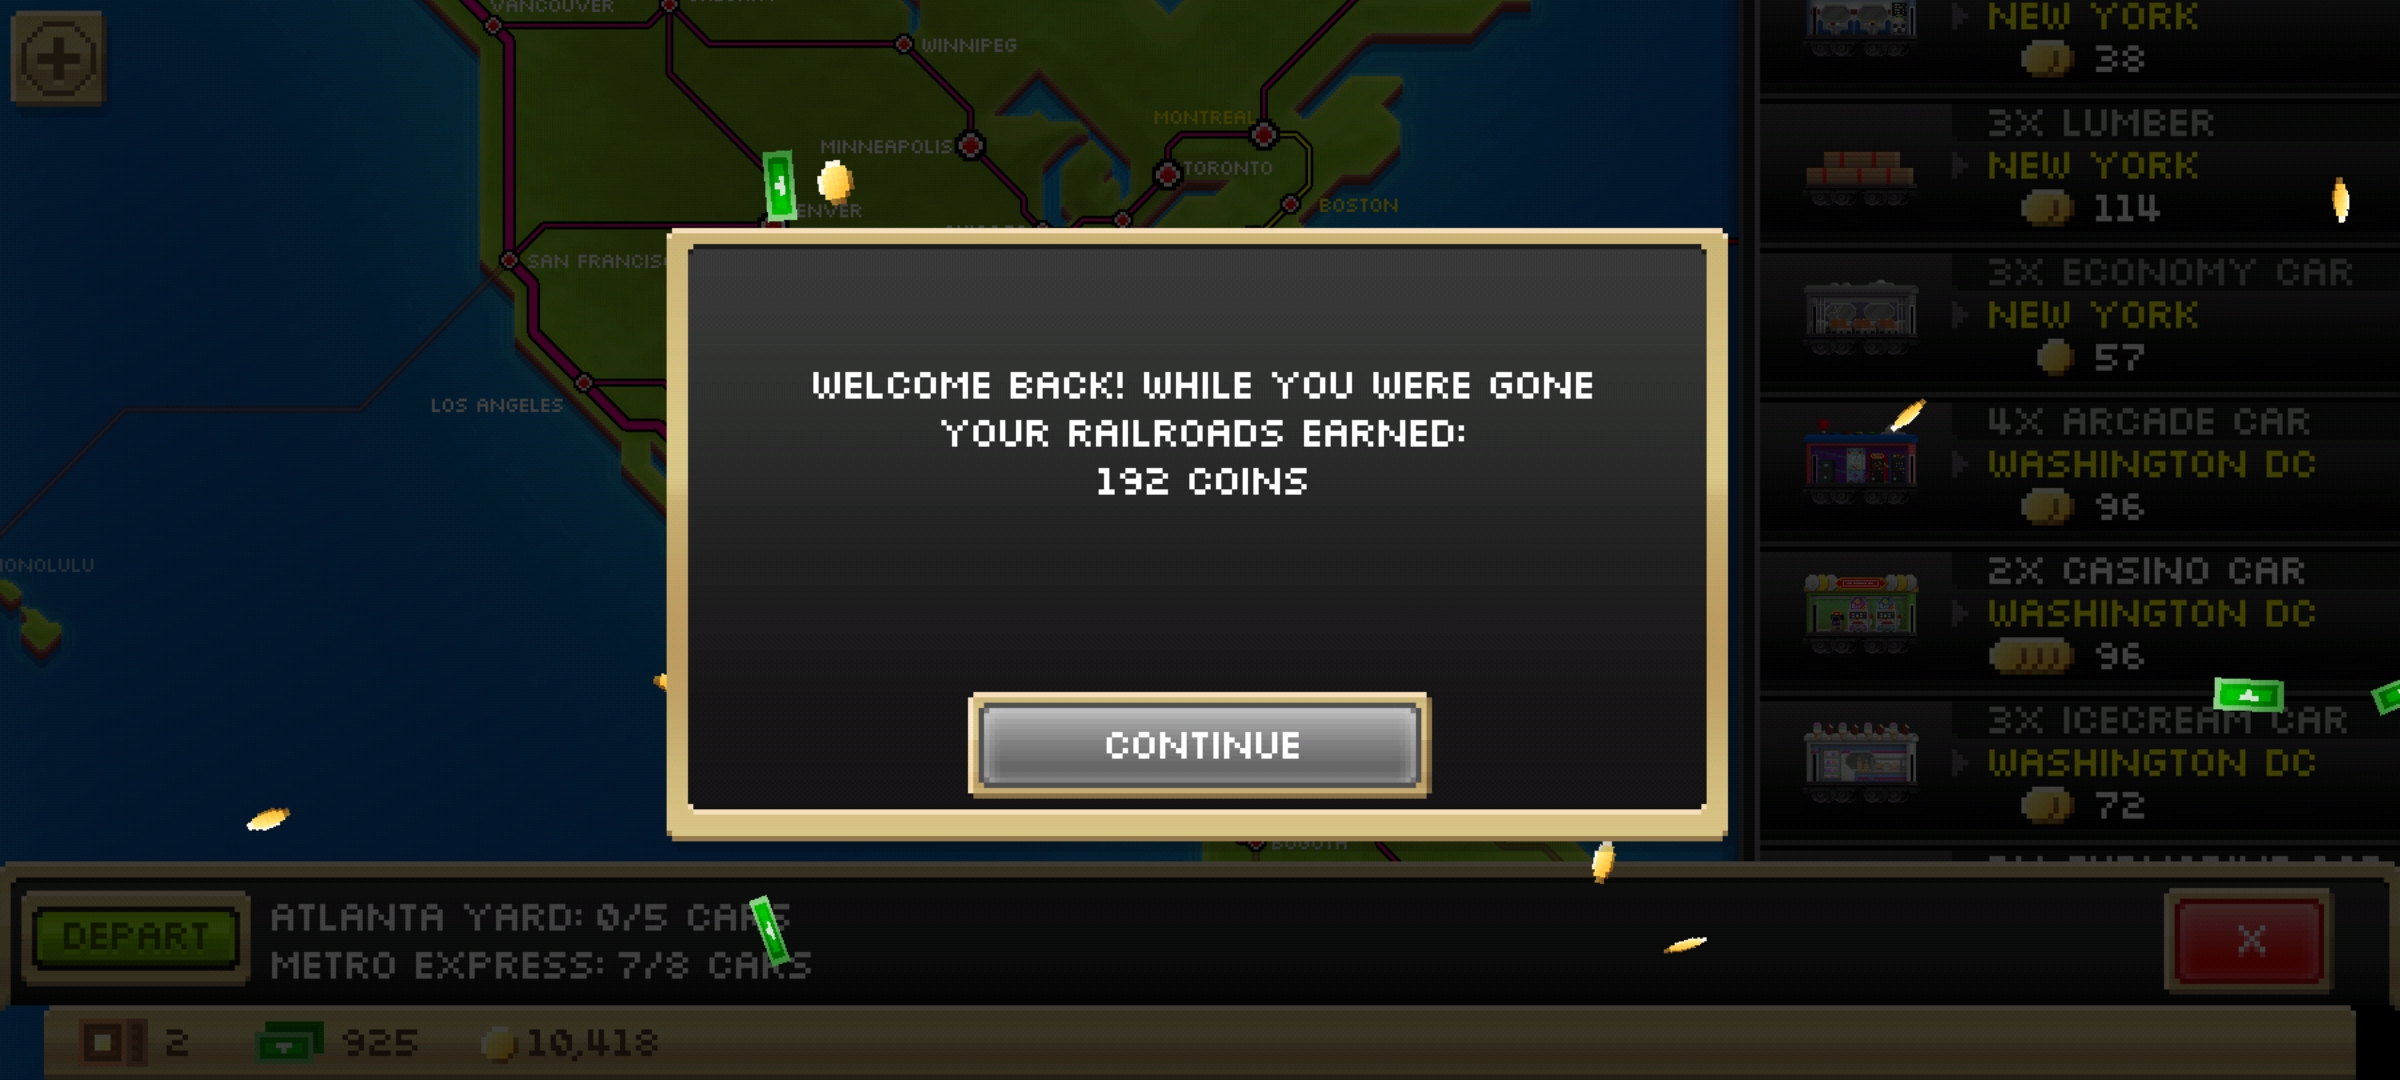 VANCOUVER
WINNIPEG
MONTREAL
MINNEAPOLIS
TORONTO
BOSTON
SAN
LOS ANGELES
NEW YORK
38
3X LUMBER
NEW YORK
114
3X ECONOMY CAR
NEW YORK
57
4X ARCADE CAR
WASHINGTON DC
96
2X CASINO CAR
WASHINGTON DC
96
3X ICECREAM CAR
WASHINGTON DC
72
WELCOME BACK! WHILE YOU WERE GONE
YOUR RAILROADS EARNED:
192 COINS
CONTINUE
BOGOTA
DEPART
ATLANTA YARD: 0/5 CARS
METRO EXPRESS: 7/8 CARS
X
2
925
10,418